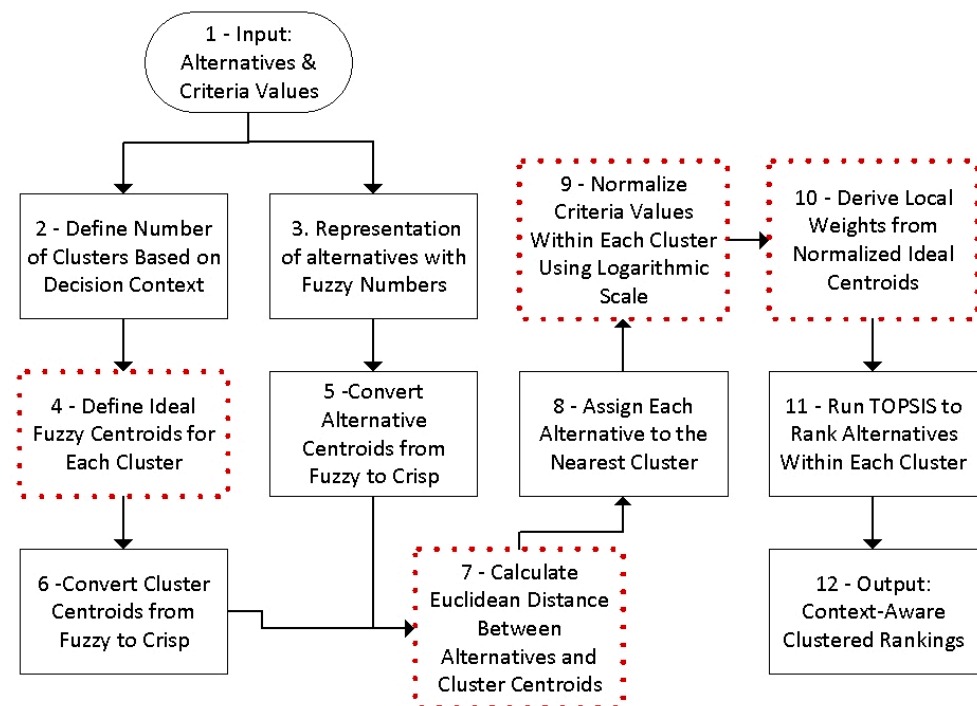 1 - Input:
Alternatives &
Criteria Values
2 - Define Number
of Clusters Based on
Decision Context
3. Representation
of alternatives with
Fuzzy Numbers
4 - Define Ideal
Fuzzy Centroids for
Each Cluster
5 -Convert
Alternative
Centroids from
Fuzzy to Crisp
6 -Convert Cluster
Centroids from
Fuzzy to Crisp
7 - Calculate
Euclidean Distance
Between
Alternatives and
Cluster Centroids
8 - Assign Each
Alternative to the
Nearest Cluster
9 - Normalize
Criteria Values
Within Each Cluster
Using Logarithmic
Scale
10 - Derive Local
Weights from
Normalized Ideal
Centroids
11 - Run TOPSIS to
Rank Alternatives
Within Each Cluster
12 - Output:
Context-Aware
Clustered Rankings